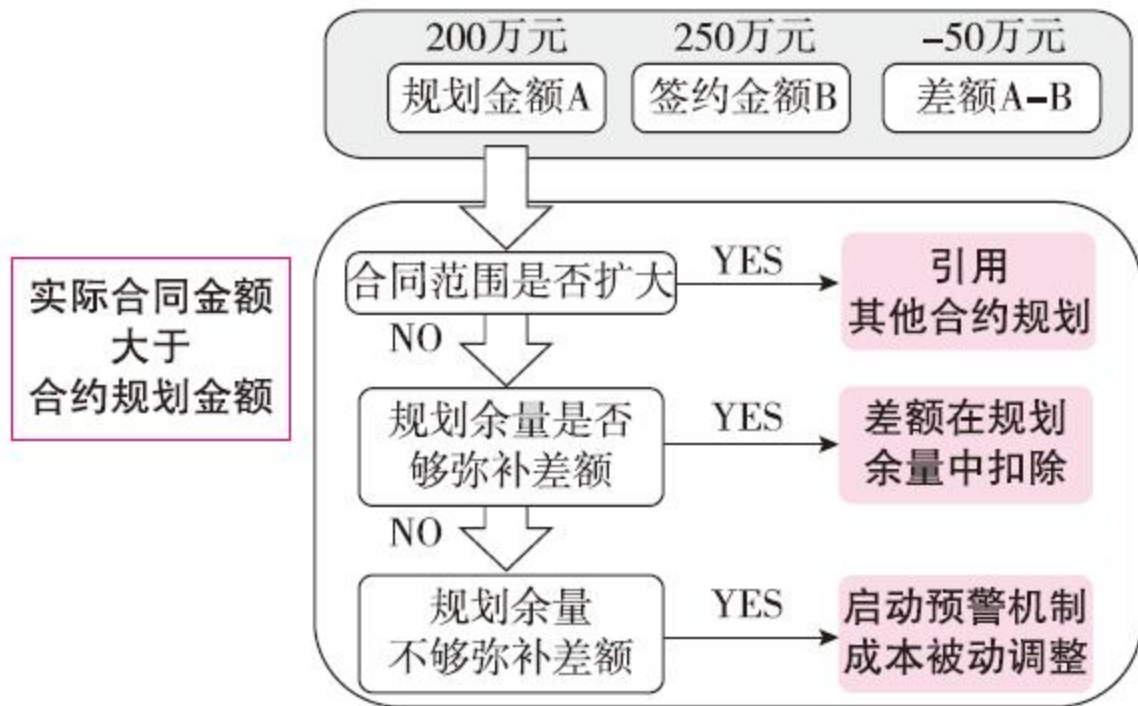 200万元
250万元
-50万元
规划金额A
签约金额B
差额A-B
实际合同金额
大于
合约规划金额
合同范围是否扩大
YES
引用
其他合约规划
NO
规划余量是否
够弥补差额
YES
差额在规划
余量中扣除
NO
规划余量
不够弥补差额
YES
启动预警机制
成本被动调整